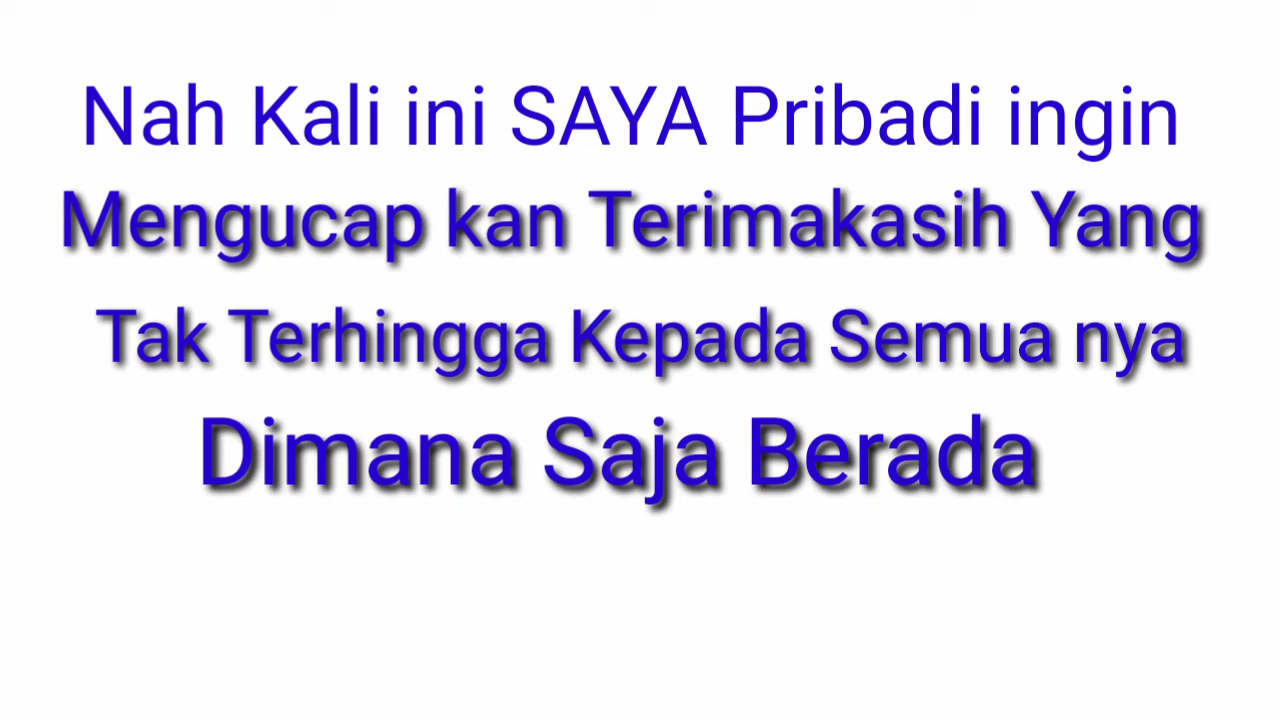 Nah Kali ini SAYA Pribadi ingin
Mengucap kan Terimakasih Yang
Tak Terhingga Kepada Semua nya
Dimana Saja Berada